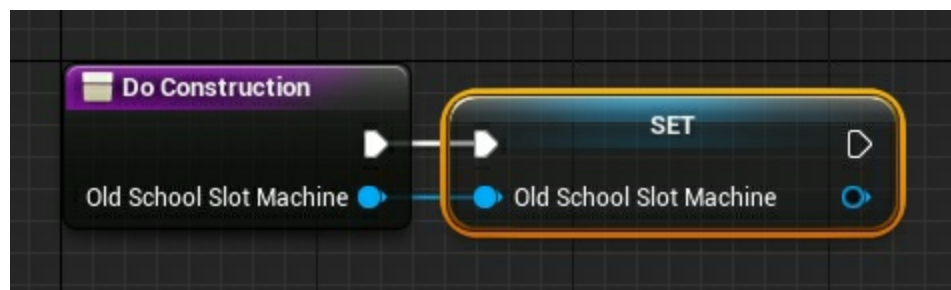 Do Construction
Old School Slot Machine
SET
Old School Slot Machine